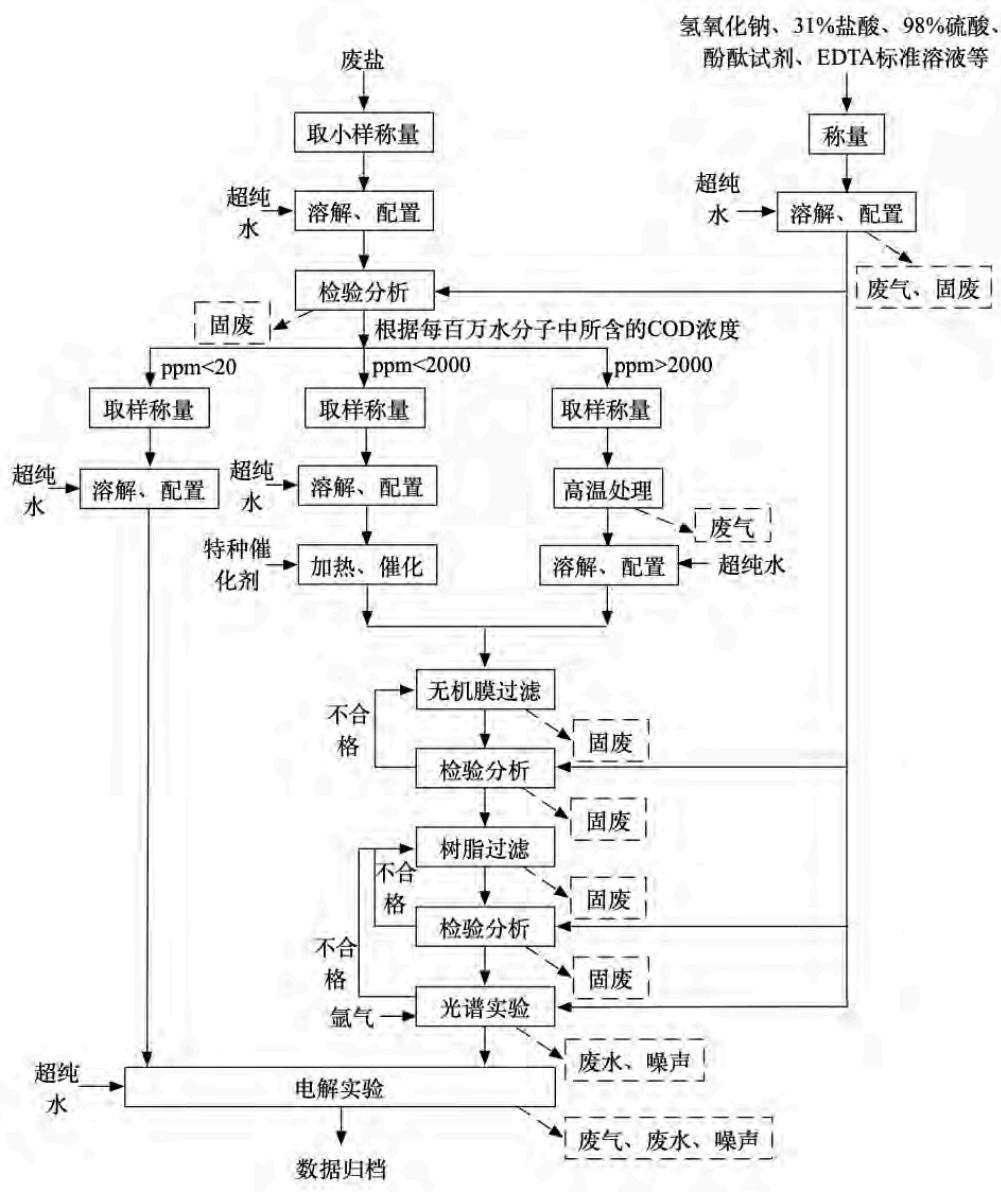 氢氧化钠、31%盐酸、98%硫酸、
酚酞试剂、EDTA标准溶液等
废盐
取小样称量
称量
超纯
水
溶解、配置
超纯
水
溶解、配置
检验分析
废气、固废
固废
根据每百万水分子中所含的COD浓度
ppm<20
ppm<2000
ppm>2000
取样称量
取样称量
取样称量
超纯
水
溶解、配置
超纯
水
溶解、配置
高温处理
废气
特种催
化剂
加热、催化
溶解、配置
超纯水
无机膜过滤
不合
格
固废
检验分析
固废
树脂过滤
不合
格
固废
检验分析
不合
格
固废
光谱实验
氩气
废水、噪声
超纯
水
电解实验
废气、废水、噪声
数据归档